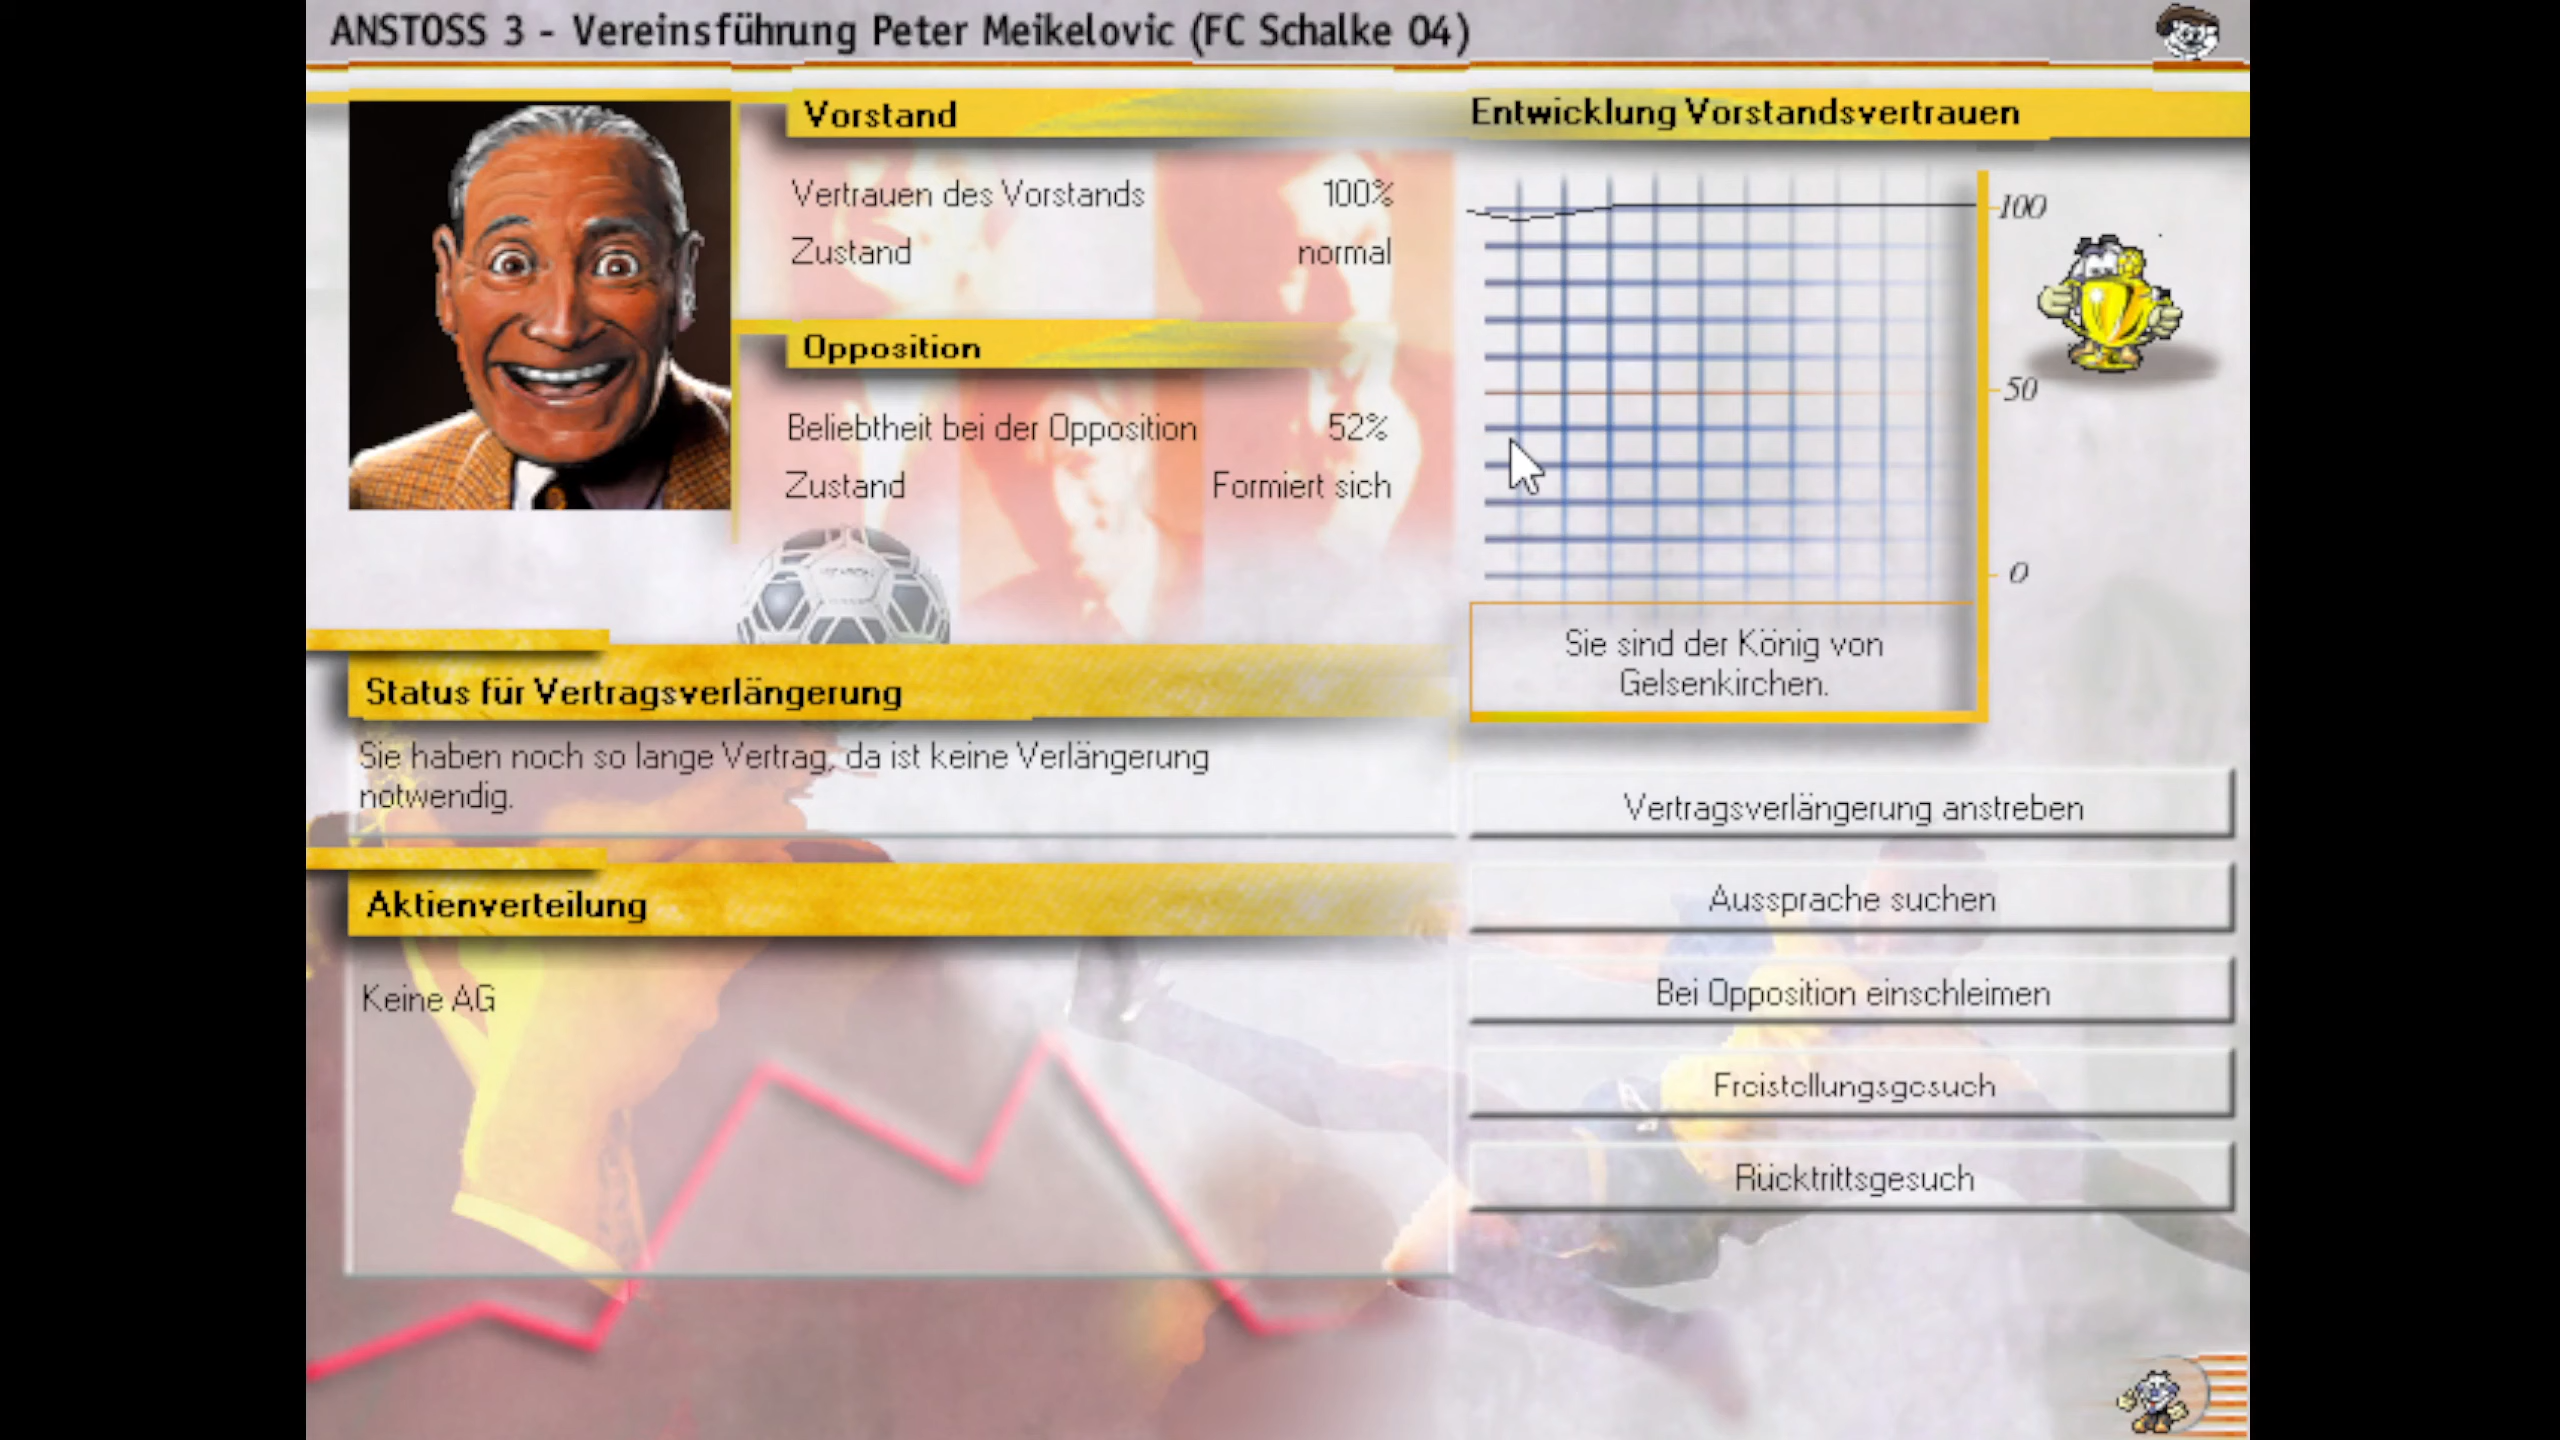 ANSTOSS 3 - Vereinsführung Peter Meikelovic (FC Schalke 04)
Vorstand
Vertrauen des Vorstands 100%
Zustand normal
Opposition
Beliebtheit bei der Opposition 52%
Zustand Formiert sich
Entwicklung Vorstandsvertrauen
100
50
0
Sie sind der König von
Gelsenkirchen.
Status für Vertragsverlängerung
Sie haben noch so lange Vertrag, da ist keine Verlängerung
notwendig.
Aktienverteilung
Keine AG
Vertragsverlängerung anstreben
Aussprache suchen
Bei Opposition einschleimen
Freistellungsgesuch
Rücktrittsgesuch